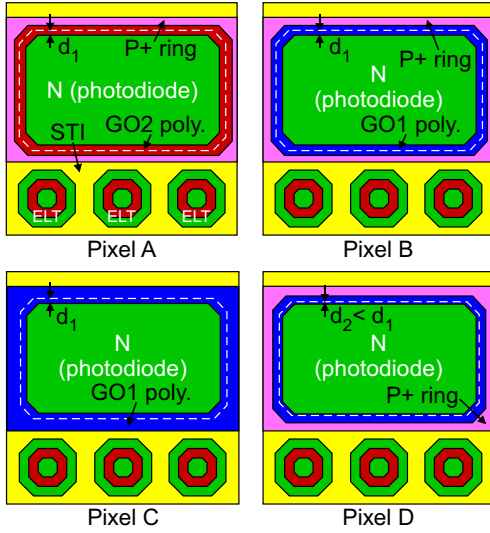 P+ ring
d1
N (photodiode)
STI
GO2 poly.
ELT ELT ELT
Pixel A
P+ ring
d1
N
(photodiode)
GO1 poly.
Pixel B
d1
N
(photodiode)
GO1 poly.
Pixel C
d2< d1
N
(photodiode)
P+ ring
Pixel D